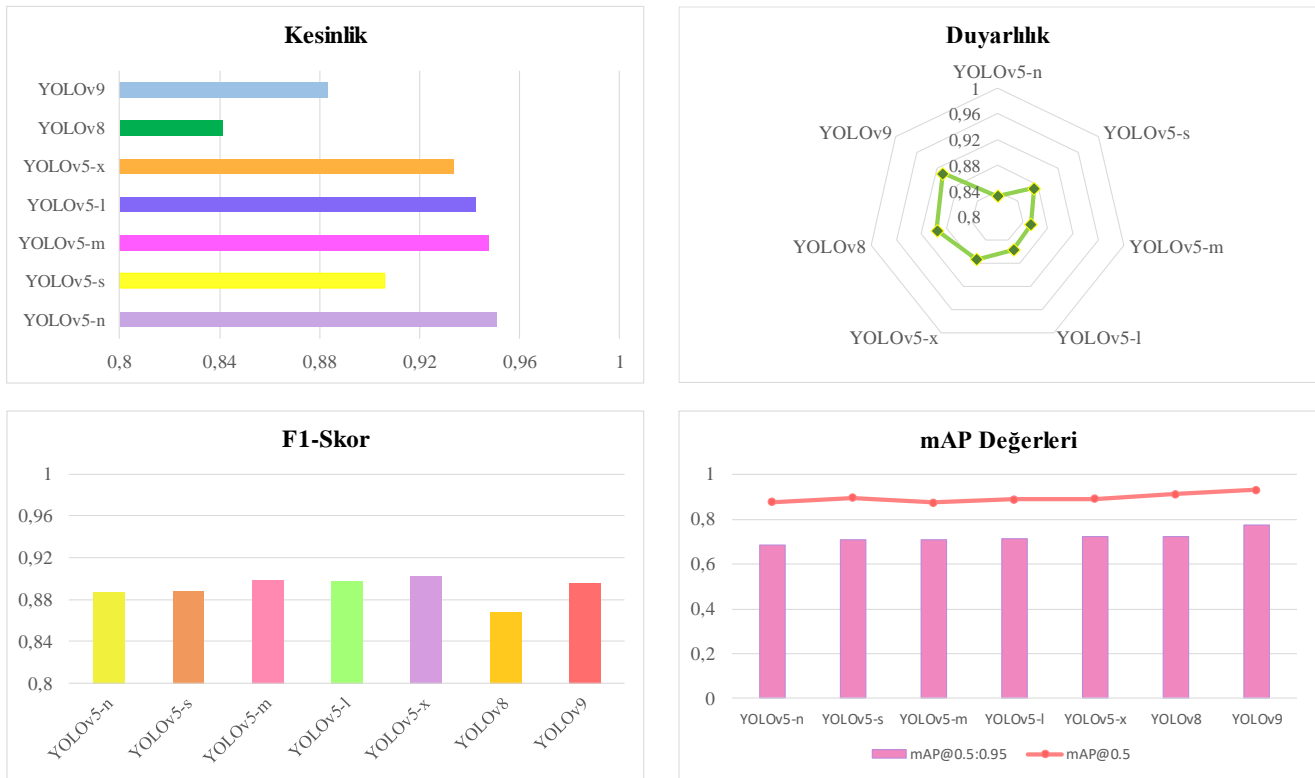 Kesinlik
YOLOv9
YOLOv8
YOLOv5-x
YOLOv5-l
YOLOv5-m
YOLOv5-s
YOLOv5-n
0,8 0,84 0,88 0,92 0,96 1
Duyarlılık
YOLOv5-n
1
0,96
0,92
0,88
0,84
0,8
YOLOv9 YOLOv5-s
YOLOv8 YOLOv5-m
YOLOv5-x YOLOv5-l
F1-Skor
1
0,96
0,92
0,88
0,84
0,8
YOLOv5-n YOLOv5-s YOLOv5-m YOLOv5-l YOLOv5-x YOLOv8 YOLOv9
mAP Değerleri
1
0,8
0,6
0,4
0,2
0
YOLOv5-n YOLOv5-s YOLOv5-m YOLOv5-l YOLOv5-x YOLOv8 YOLOv9
mAP@0.5:0.95 mAP@0.5